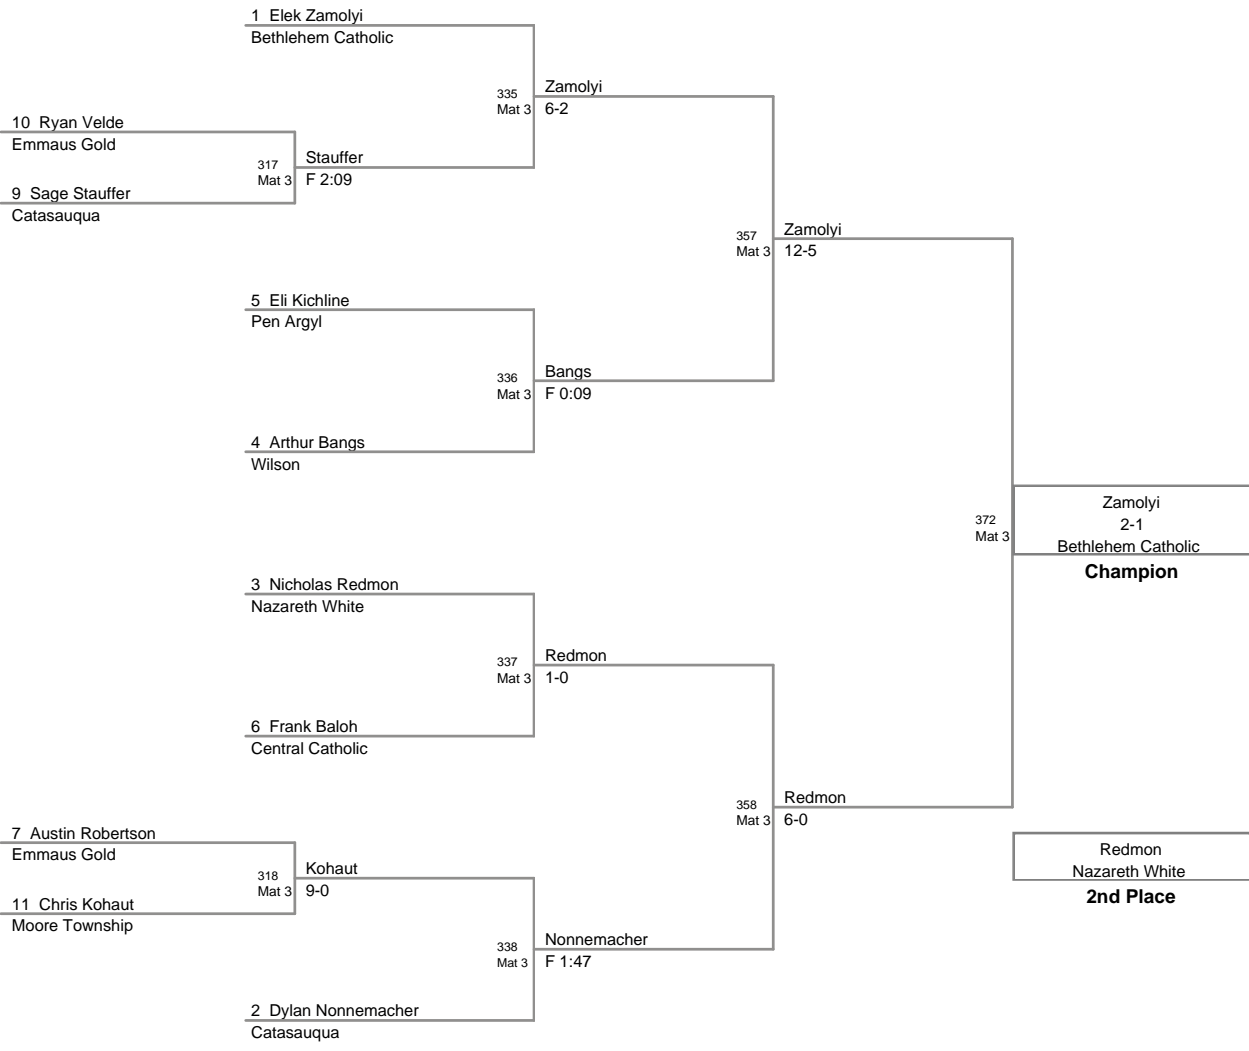 1 Elek Zamolyi
Bethlehem Catholic
335
Mat 3
Zamolyi
6-2
10 Ryan Velde
Emmaus Gold
317
Mat 3
Stauffer
F 2:09
9 Sage Stauffer
Catasauqua
357
Mat 3
Zamolyi
12-5
5 Eli Kichline
Pen Argyl
336
Mat 3
Bangs
F 0:09
4 Arthur Bangs
Wilson
372
Mat 3
Zamolyi
2-1
Bethlehem Catholic
Champion
3 Nicholas Redmon
Nazareth White
337
Mat 3
Redmon
1-0
6 Frank Baloh
Central Catholic
358
Mat 3
Redmon
6-0
7 Austin Robertson
Emmaus Gold
318
Mat 3
Kohaut
9-0
11 Chris Kohaut
Moore Township
Redmon
Nazareth White
2nd Place
338
Mat 3
Nonnemacher
F 1:47
2 Dylan Nonnemacher
Catasauqua